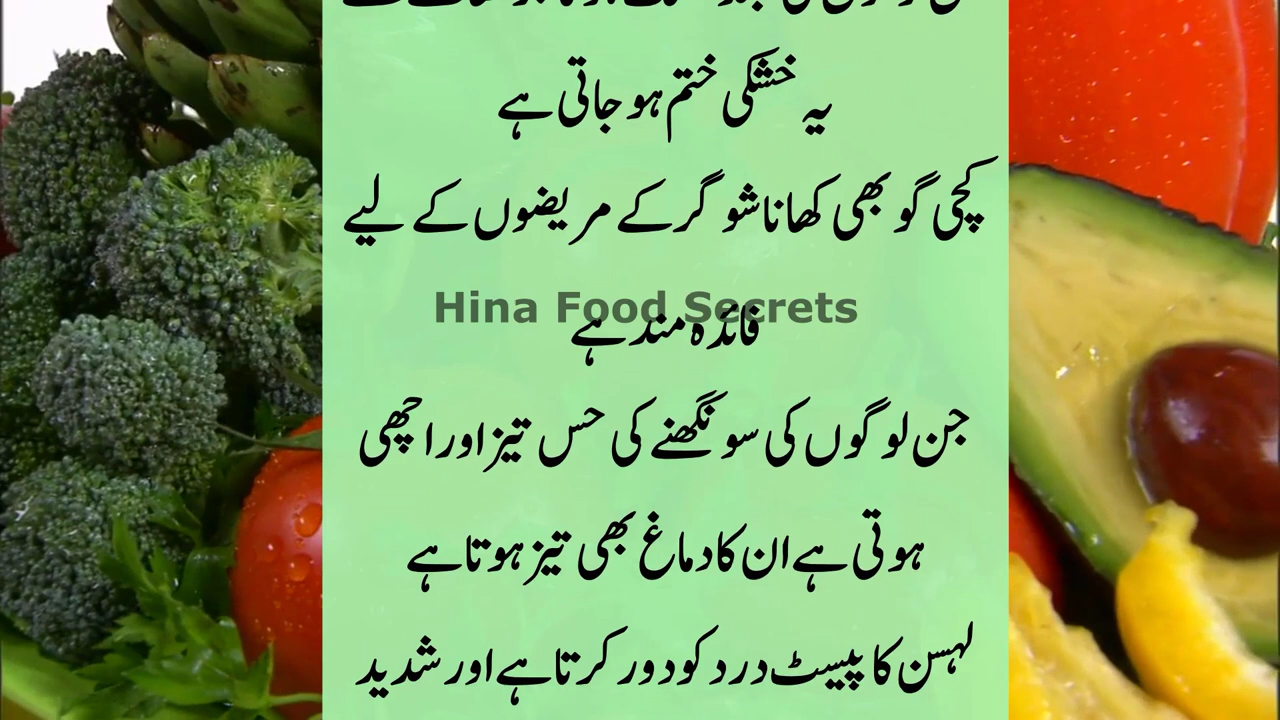 یہ خشکی ختم ہو جاتی ہے
کچی گوبھی کھانا شوگر کے مریضوں کے لیے
Hina Food Secrets
فائدہ مند ہے
جن لوگوں کی سونگھنے کی حس تیز اور اچھی
ہوتی ہے ان کا دماغ بھی تیز ہوتا ہے
لہسن کا پیسٹ درد کو دور کرتا ہے اور شدید